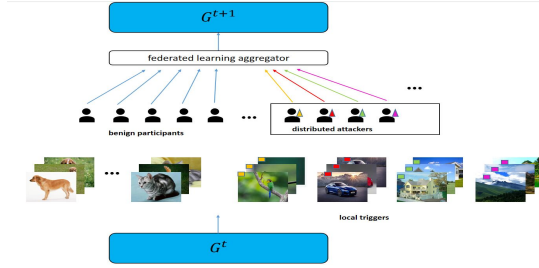 G^{t+1}
federated learning aggregator
...
...
benign participants
distributed attackers
...
local triggers
G^t